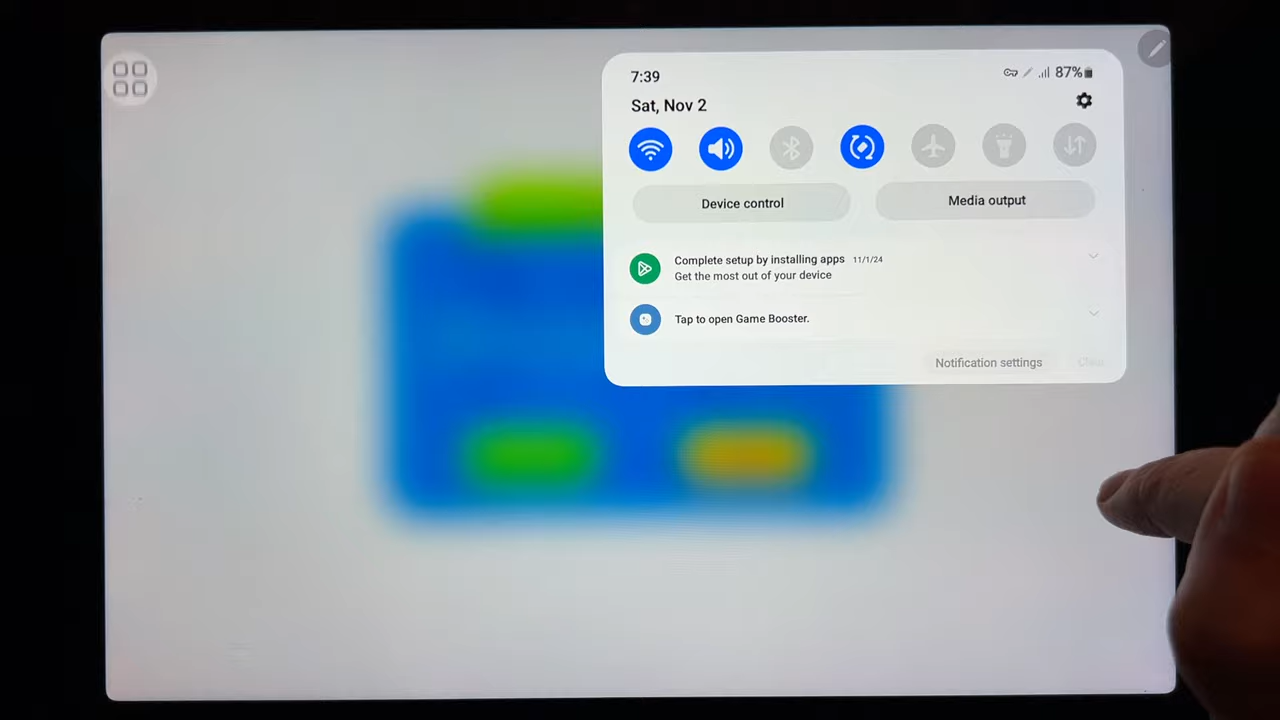 7:39
87%
Sat, Nov 2
Device control
Media output
Complete setup by installing apps 11/1/24
Get the most out of your device
Tap to open Game Booster.
Notification settings
Clear